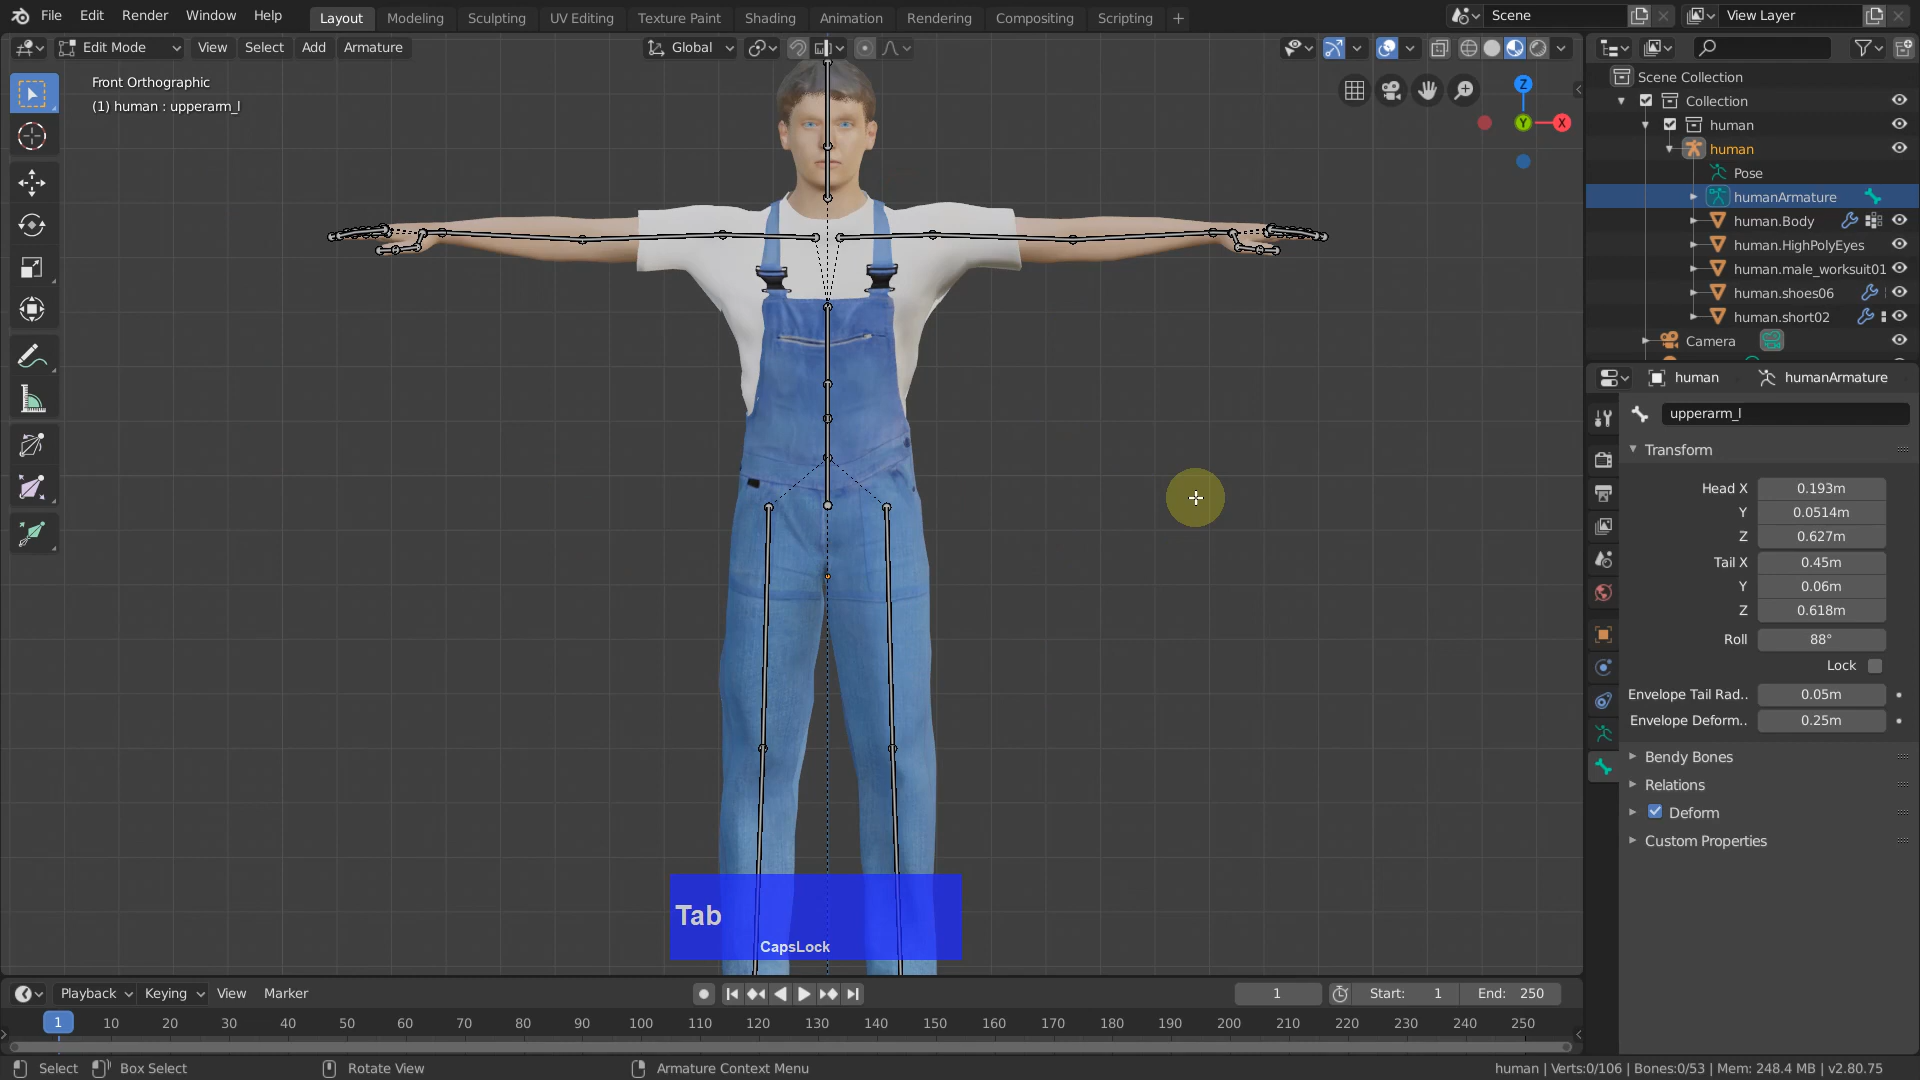 File Edit Render Window Help Layout Modeling Sculpting UV Editing Texture Paint Shading Animation Rendering Compositing Scripting + Scene View Layer
Edit Mode View Select Add Armature Global
Front Orthographic
(1) human : upperarm_l
Z
Y
X
Scene Collection
Collection
human
human
Pose
humanArmature
human.Body
human.HighPolyEyes
human.male_worksuit01
human.shoes06
human.short02
Camera
human humanArmature
upperarm_l
Transform
Head X 0.193m
Y 0.0514m
Z 0.627m
Tail X 0.45m
Y 0.06m
Z 0.618m
Roll 88°
Lock
Envelope Tail Rad.. 0.05m
Envelope Deform.. 0.25m
Bendy Bones
Relations
Deform
Custom Properties
Tab
CapsLock
Playback Keying View Marker 1 Start: 1 End: 250
1 10 20 30 40 50 60 70 80 90 100 110 120 130 140 150 160 170 180 190 200 210 220 230 240 250
Select Box Select Rotate View Armature Context Menu human | Verts:0/106 | Bones:0/53 | Mem: 248.4 MB | v2.80.75